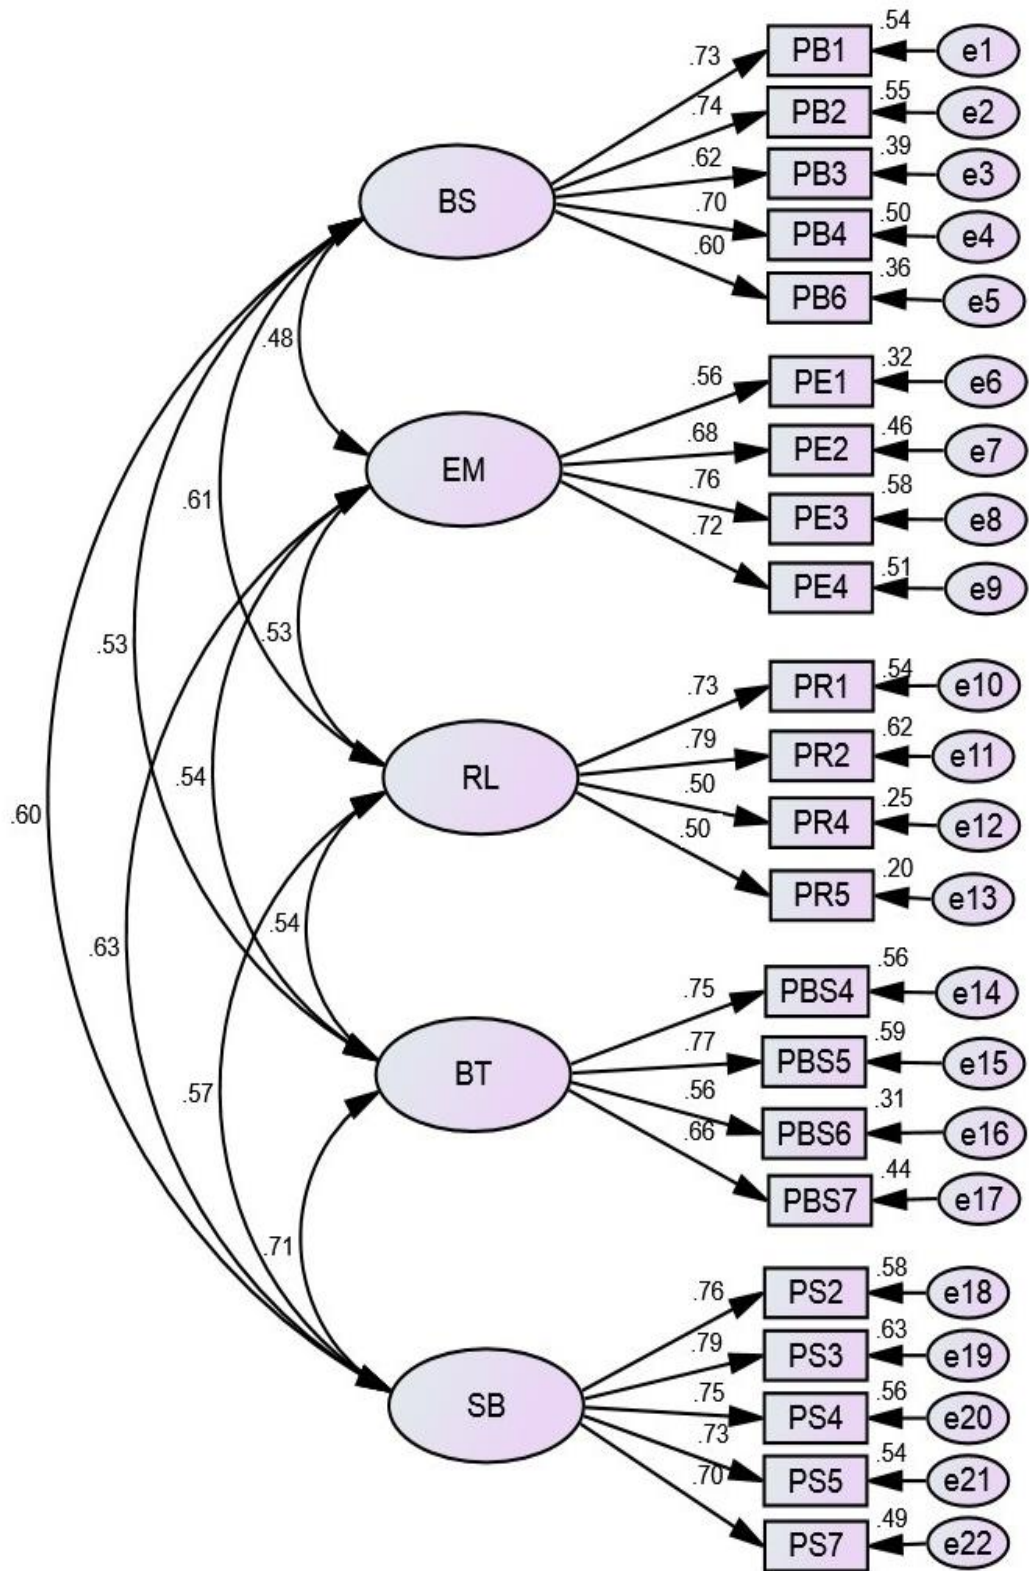 .54
.73 PB1 e1
.55
.74 PB2 e2
.39
.62 PB3 e3
BS
.70 .50
PB4 e4
.60 .36
PB6 e5
.48
.32
.56 PE1 e6
.68 .46
PE2 e7
EM
.76 .58
PE3 e8
.61
.72 .51
PE4 e9
.53
.53
.54
.73 PR1 e10
.79 .62
PR2 e11
.54 RL
.50 .25
PR4 e12
.60
.50 .20
PR5 e13
.54
.63
.56
.75 PBS4 e14
.77 .59
PBS5 e15
BT
.57
.56 .31
PBS6 e16
.66 .44
PBS7 e17
.71
.58
.76 PS2 e18
.79 .63
PS3 e19
.75 .56
SB
PS4 e20
.73 .54
PS5 e21
.70 .49
PS7 e22